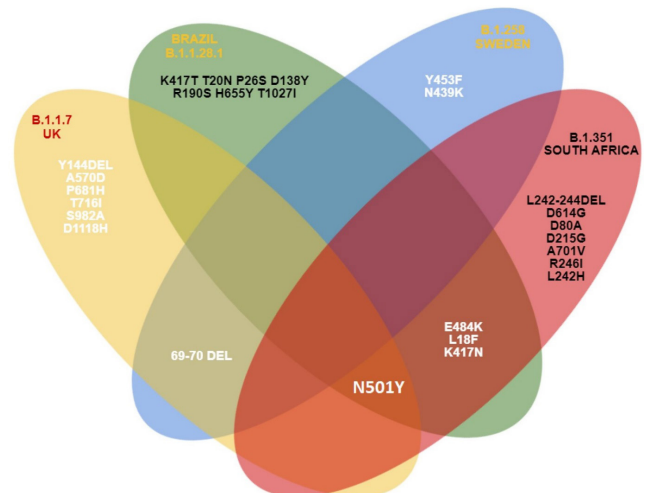 BRAZIL
B.1.1.28.1
B.1.258
SWEDEN
K417T T20N P26S D138Y
R190S H655Y T1027I
Y453F
N439K
B.1.1.7
UK
B.1.351
SOUTH AFRICA
Y144DEL
A570D
P681H
T716I
S982A
D1118H
L242-244DEL
D614G
D80A
D215G
A701V
R246I
L242H
E484K
L18F
K417N
69-70 DEL
N501Y